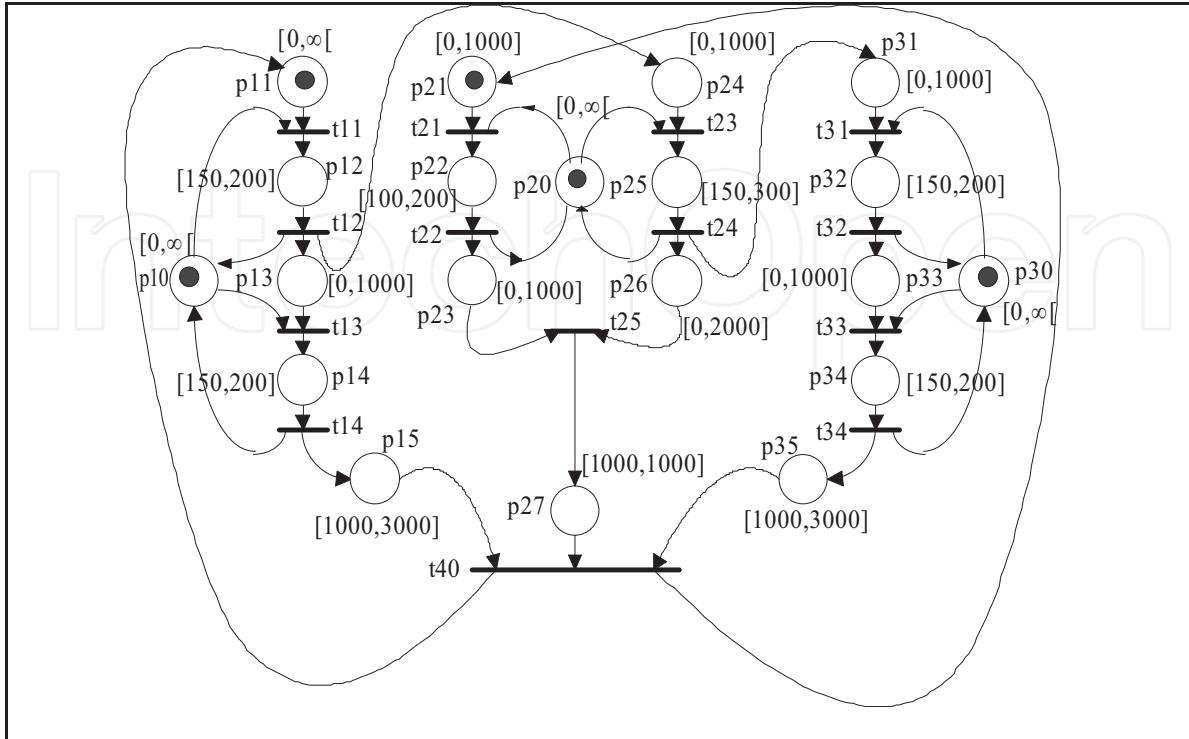 [0,∞[
p11
t11
p12
[150,200]
t12
[0,∞[
p10
p13
[0,1000]
t13
p14
[150,200]
t14
p15
[1000,3000]
[0,1000]
p21
t21
p22
[100,200]
t22
p23
[0,1000]
[0,∞[
p20
[0,1000]
p24
t23
p25
[150,300]
t24
p26
t25
[0,2000]
[1000,1000]
p27
t40
p31
[0,1000]
t31
p32
[150,200]
t32
[0,1000]
p33
p30
[0,∞[
t33
p34
[150,200]
t34
p35
[1000,3000]
IntechOpen